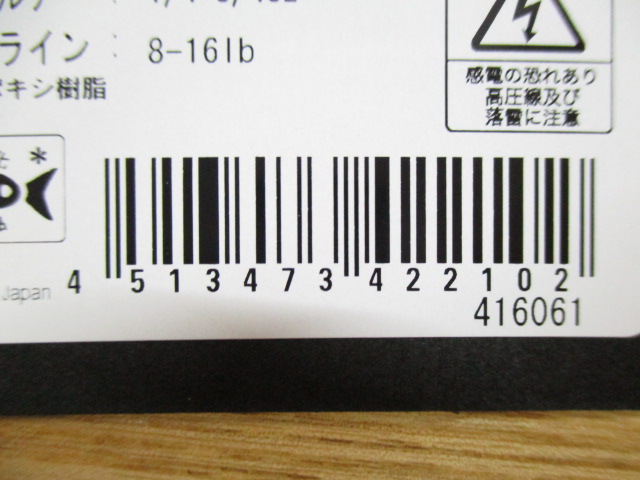 ライン : 8-16lb
キシ樹脂
感電の恐れあり
高圧線及び
落雷に注意
Japan
4 513473 422102
416061